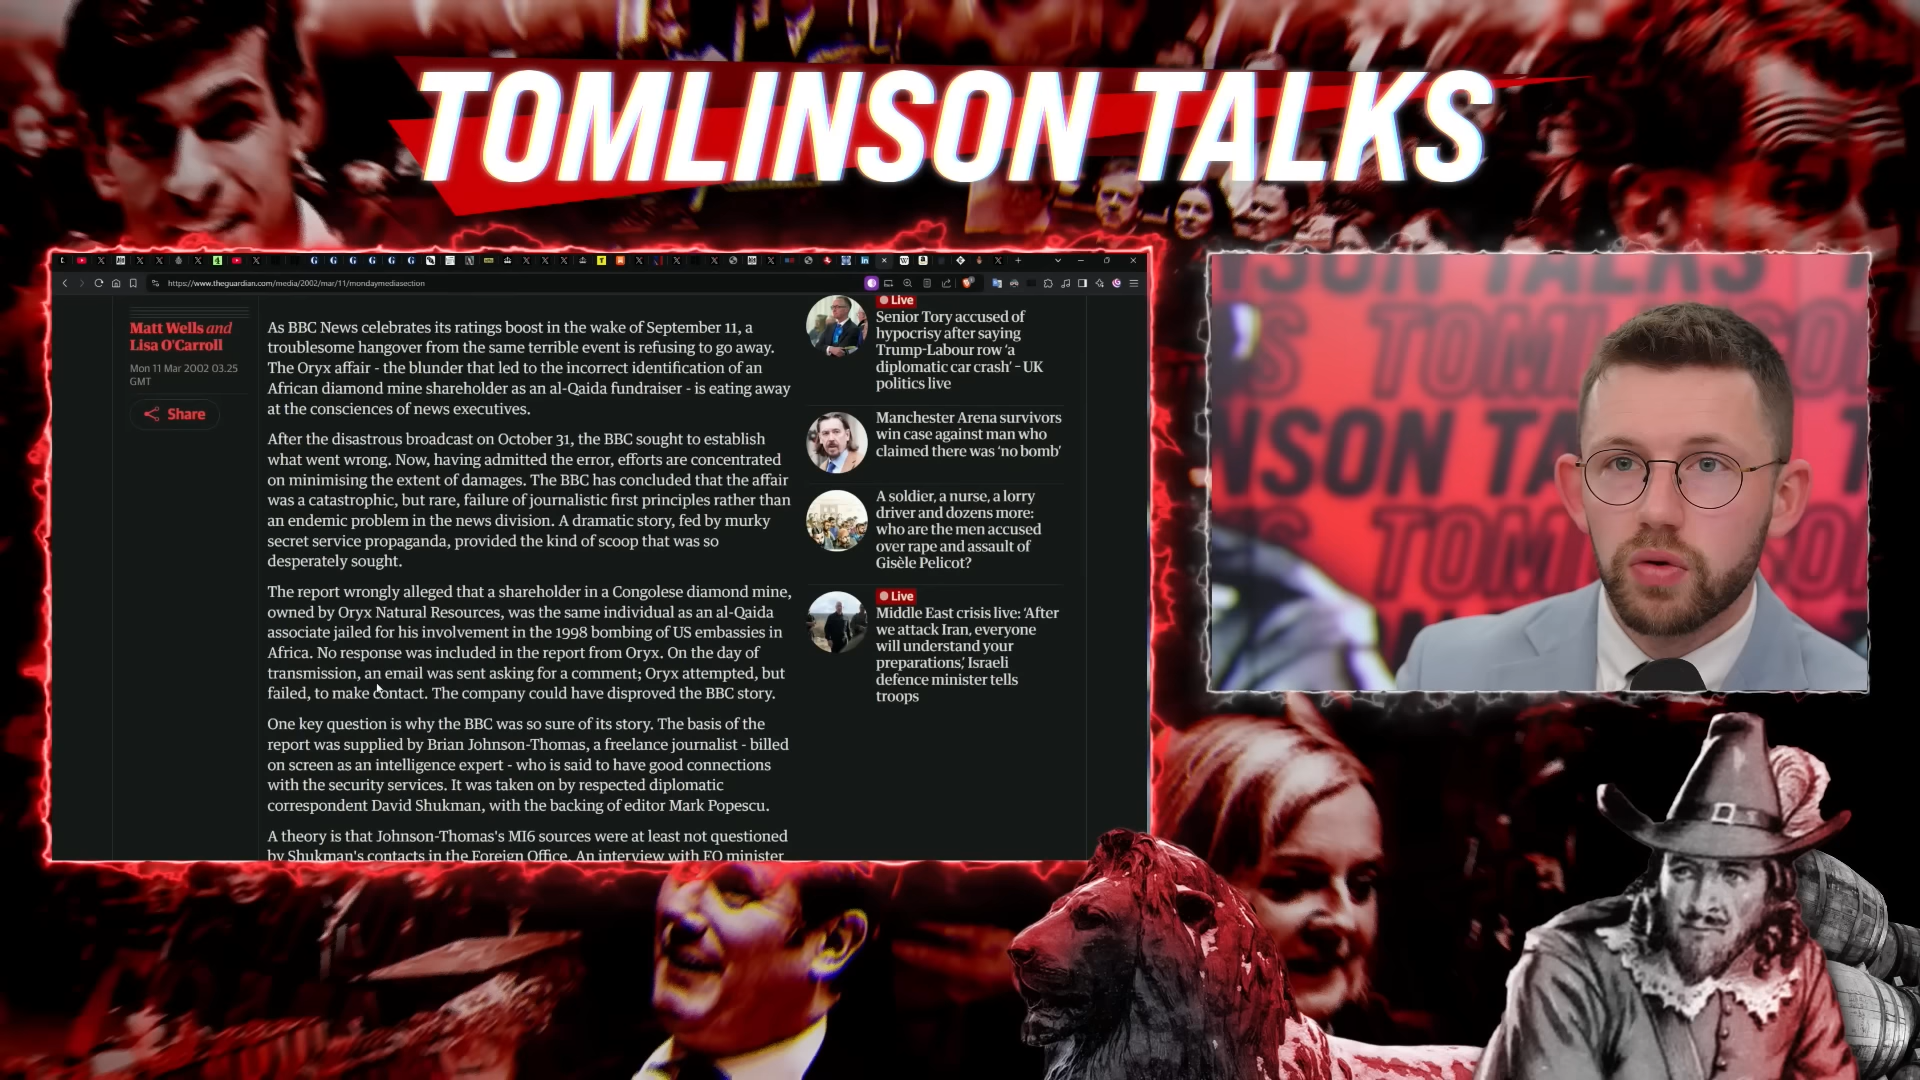 TOMLINSON TALKS
https://www.theguardian.com/media/2002/mar/11/mondaymediasection
Matt Wells and
Lisa O'Carroll
Mon 11 Mar 2002 03.25
GMT
Share
As BBC News celebrates its ratings boost in the wake of September 11, a
troublesome hangover from the same terrible event is refusing to go away.
The Oryx affair - the blunder that led to the incorrect identification of an
African diamond mine shareholder as an al-Qaida fundraiser - is eating away
at the consciences of news executives.
After the disastrous broadcast on October 31, the BBC sought to establish
what went wrong. Now, having admitted the error, efforts are concentrated
on minimising the extent of damages. The BBC has concluded that the affair
was a catastrophic, but rare, failure of journalistic first principles rather than
an endemic problem in the news division. A dramatic story, fed by murky
secret service propaganda, provided the kind of scoop that was so
desperately sought.
The report wrongly alleged that a shareholder in a Congolese diamond mine,
owned by Oryx Natural Resources, was the same individual as an al-Qaida
associate jailed for his involvement in the 1998 bombing of US embassies in
Africa. No response was included in the report from Oryx. On the day of
transmission, an email was sent asking for a comment; Oryx attempted, but
failed, to make contact. The company could have disproved the BBC story.
One key question is why the BBC was so sure of its story. The basis of the
report was supplied by Brian Johnson-Thomas, a freelance journalist - billed
on screen as an intelligence expert - who is said to have good connections
with the security services. It was taken on by respected diplomatic
correspondent David Shukman, with the backing of editor Mark Popescu.
A theory is that Johnson-Thomas's MI6 sources were at least not questioned
by Shukman's contacts in the Foreign Office. An interview with FO minister
Live
Senior Tory accused of
hypocrisy after saying
Trump-Labour row ‘a
diplomatic car crash’ – UK
politics live
Manchester Arena survivors
win case against man who
claimed there was ‘no bomb’
A soldier, a nurse, a lorry
driver and dozens more:
who are the men accused
over rape and assault of
Gisèle Pelicot?
Live
Middle East crisis live: ‘After
we attack Iran, everyone
will understand your
preparations,’ Israeli
defence minister tells
troops
NSON TALKS
TOMLINSO
NSON TA
TOM